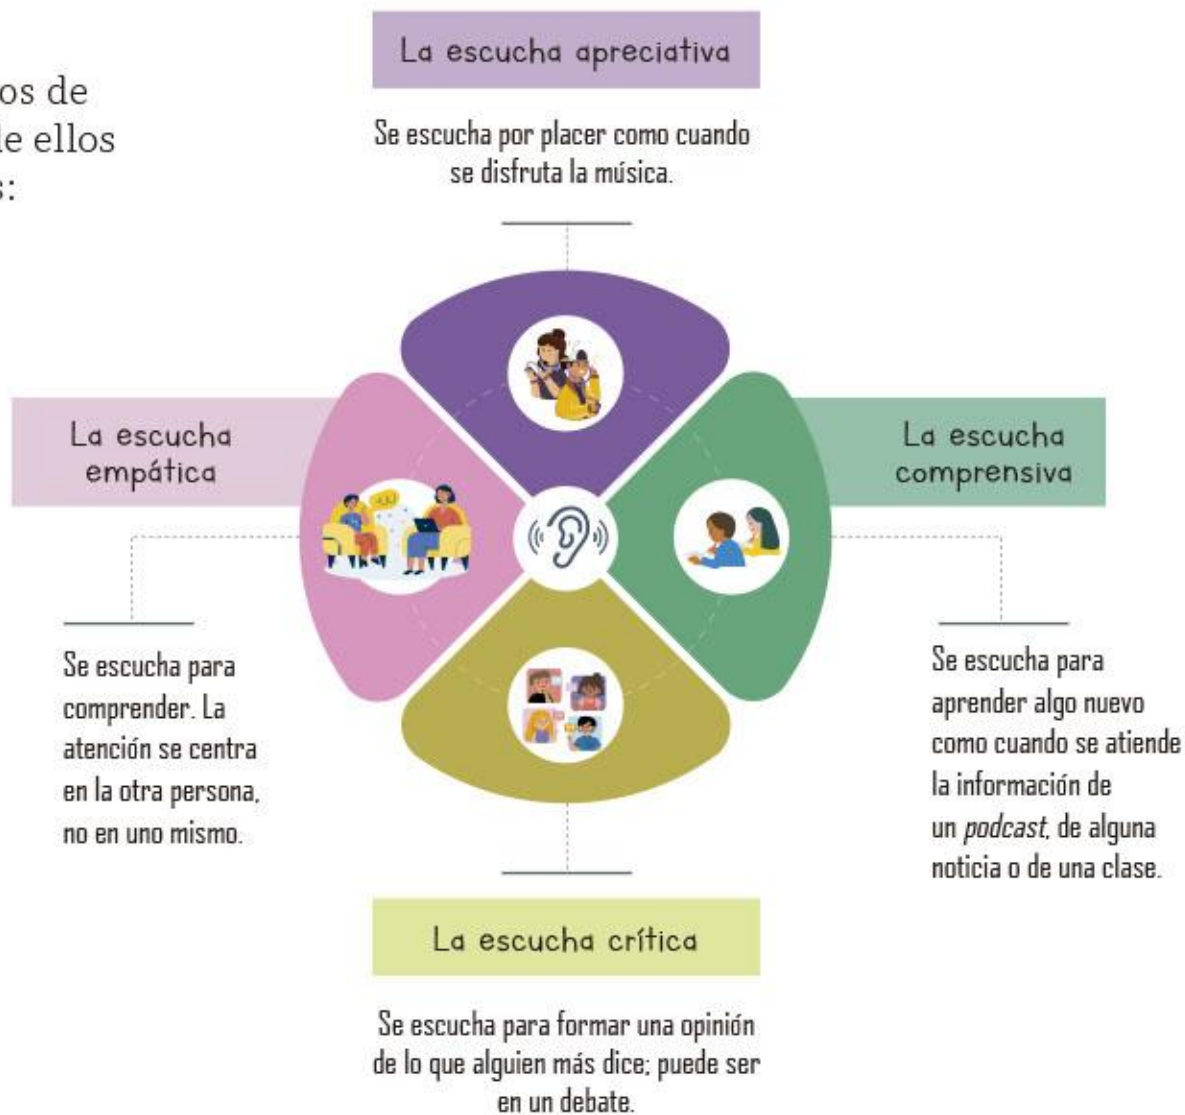 La escucha apreciativa
os de
de ellos
s:
Se escucha por placer como cuando
se disfruta la música.
La escucha
empática
La escucha
comprensiva
Se escucha para
comprender. La
atención se centra
en la otra persona,
no en uno mismo.
Se escucha para
aprender algo nuevo
como cuando se atiende
la información de
un podcast, de alguna
noticia o de una clase.
La escucha crítica
Se escucha para formar una opinión
de lo que alguien más dice; puede ser
en un debate.